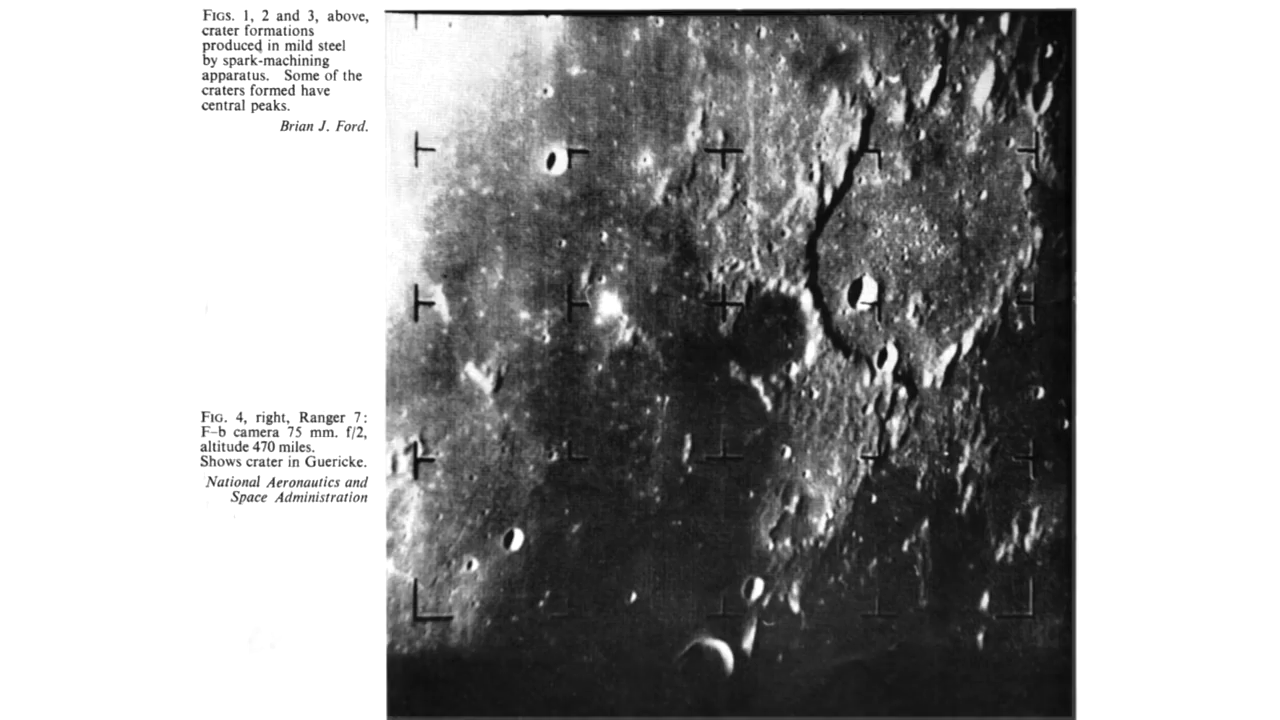 FIGS. 1, 2 and 3, above,
crater formations
produced in mild steel
by spark-machining
apparatus. Some of the
craters formed have
central peaks.
Brian J. Ford.
FIG. 4, right, Ranger 7:
F–b camera 75 mm. f/2,
altitude 470 miles.
Shows crater in Guericke.
National Aeronautics and
Space Administration